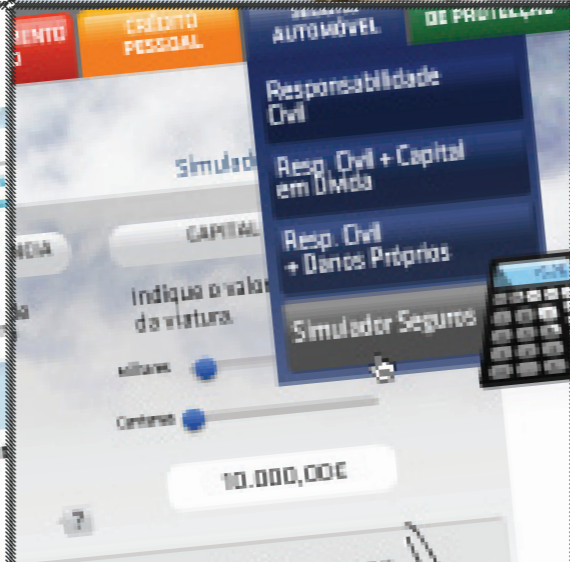 CRÉDITO
PESSOAL
AUTOMÓVEL
DE PROTECÇÃO
Responsabilidade
Civil
Resp. Civil + Capital
em Dívida
Resp. Civil
+ Danos Próprios
Simulador Seguros
CAPITAL
Indique o valor
da viatura.
Milhares
Centenas
10.000,00€
?